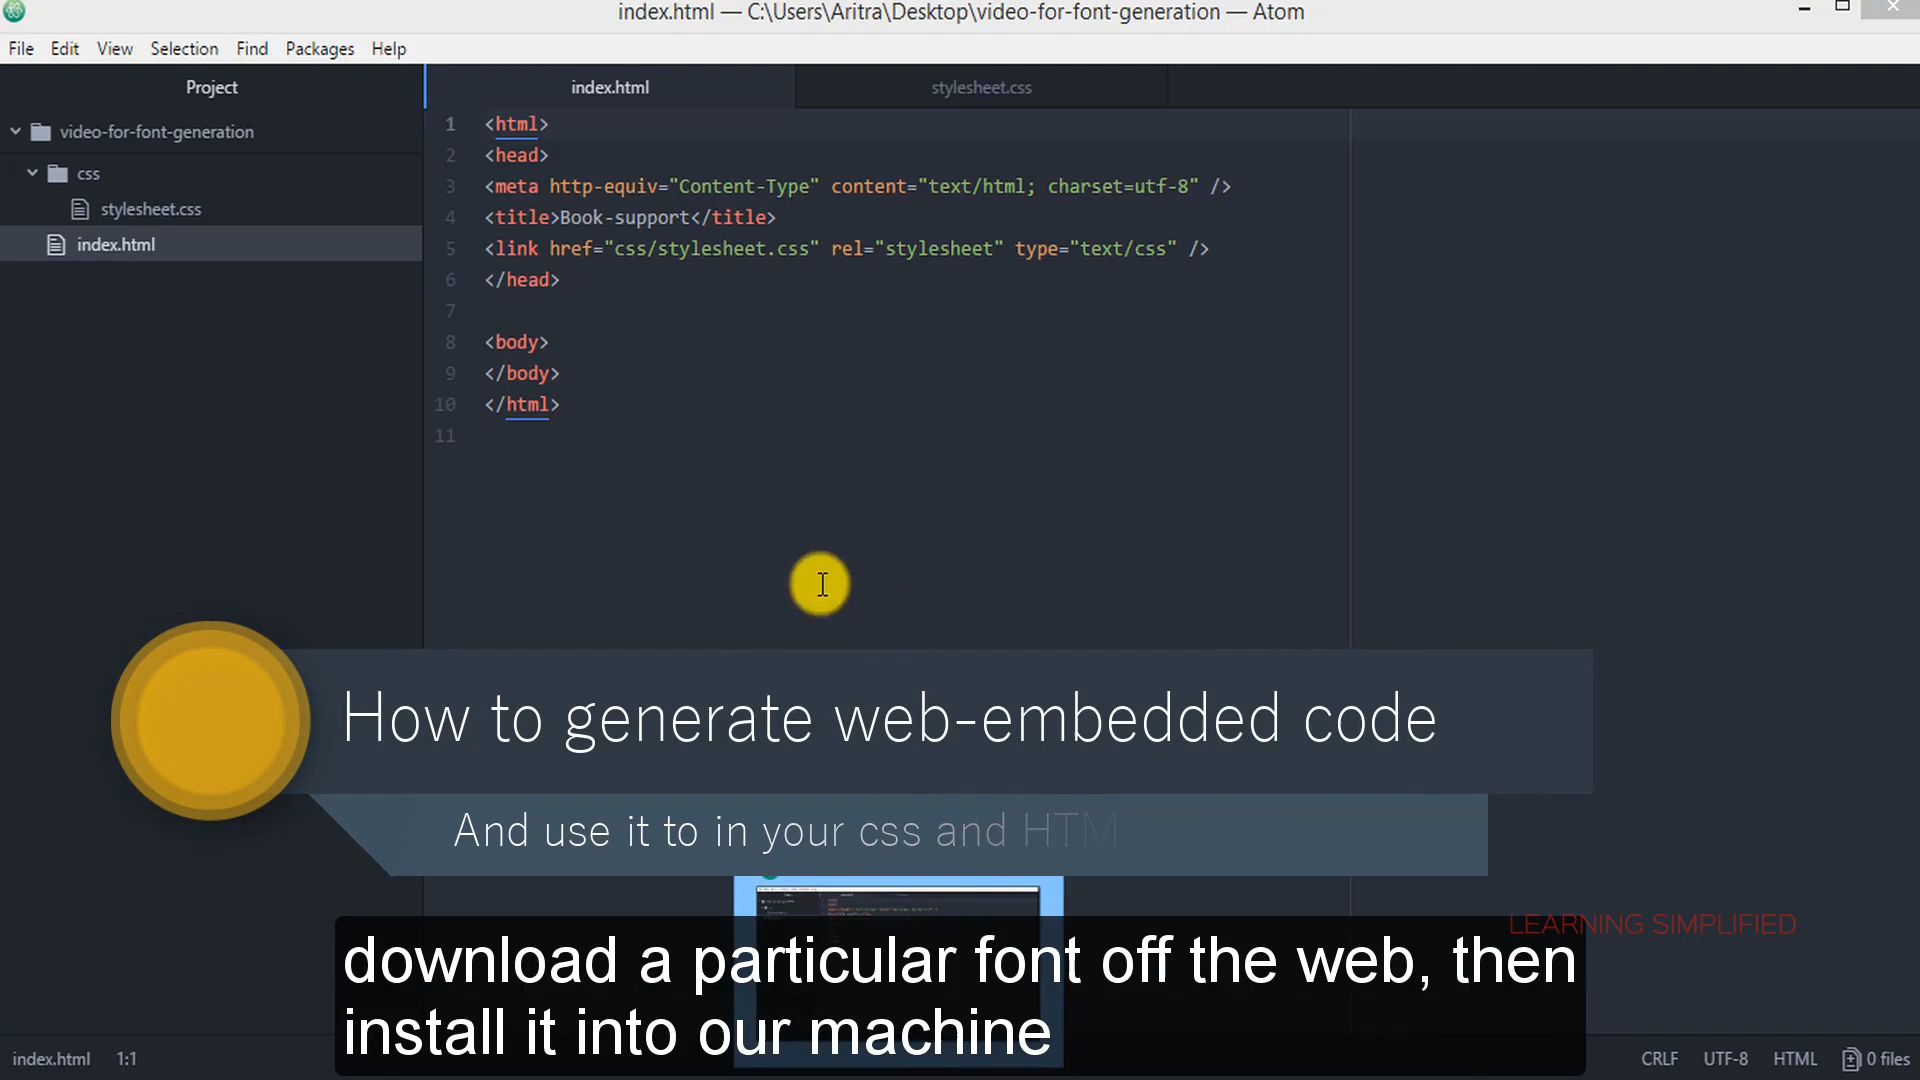 index.html — C:\Users\Aritra\Desktop\video-for-font-generation — Atom
File Edit View Selection Find Packages Help
Project
index.html
stylesheet.css
video-for-font-generation
css
stylesheet.css
index.html
1 <html>
2 <head>
3 <meta http-equiv="Content-Type" content="text/html; charset=utf-8" />
4 <title>Book-support</title>
5 <link href="css/stylesheet.css" rel="stylesheet" type="text/css" />
6 </head>
7
8 <body>
9 </body>
10 </html>
11
How to generate web-embedded code
And use it to in your css and HTM
LEARNING SIMPLIFIED
download a particular font off the web, then
install it into our machine
index.html 1:1 CRLF UTF-8 HTML 0 files